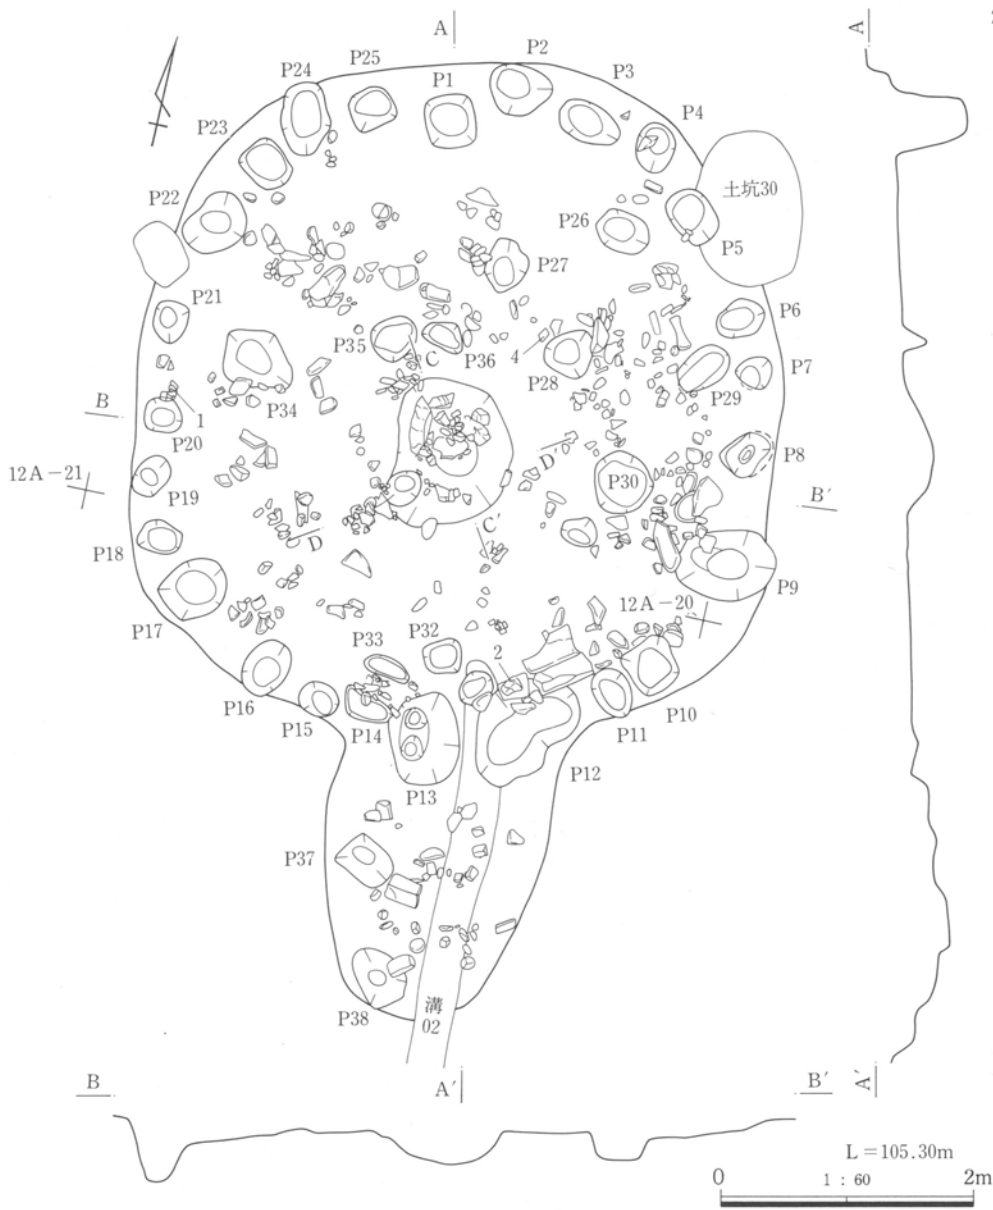 A
A
P25
P2
P24
P1
P3
P4
P23
土坑30
P22
P26
P5
P27
P21
P6
P35
C
P36
4
P7
P28
P29
B
1
P34
P20
D′
P8
12A－21
P19
P30
B′
C′
P18
D
P9
12A－20
P17
P33
P32
2
P16
P10
P15
P14
P11
P12
P13
P37
P38
溝
02
B
A′
B′
A′
L＝105.30m
0
1 : 60
2m